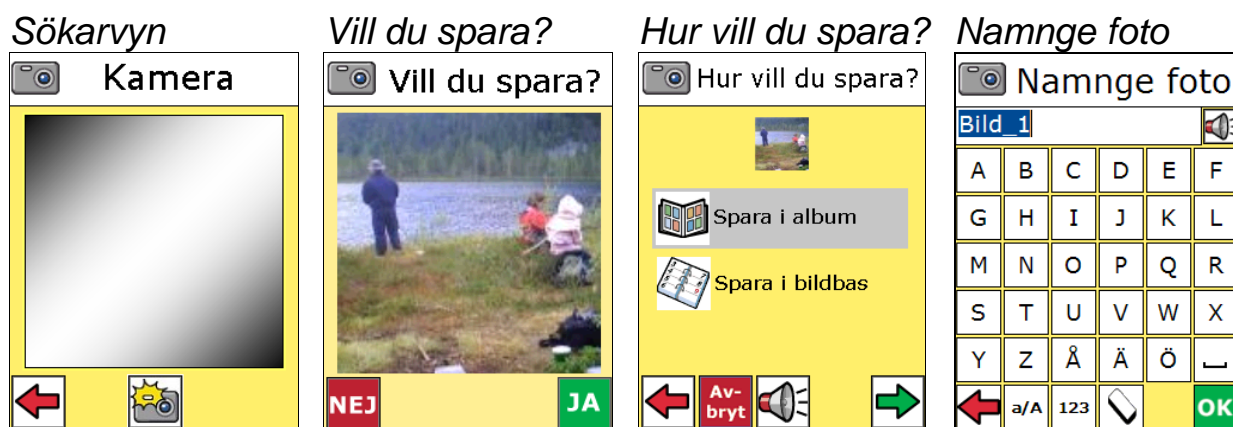 Sökarvyn
Kamera
Vill du spara?
Vill du spara?
NEJ
JA
Hur vill du spara?
Hur vill du spara?
Spara i album
Spara i bildbas
Av-
bryt
Namnge foto
Namnge foto
Bild_1
A B C D E F
G H I J K L
M N O P Q R
S T U V W X
Y Z Å Ä Ö
a/A 123 OK